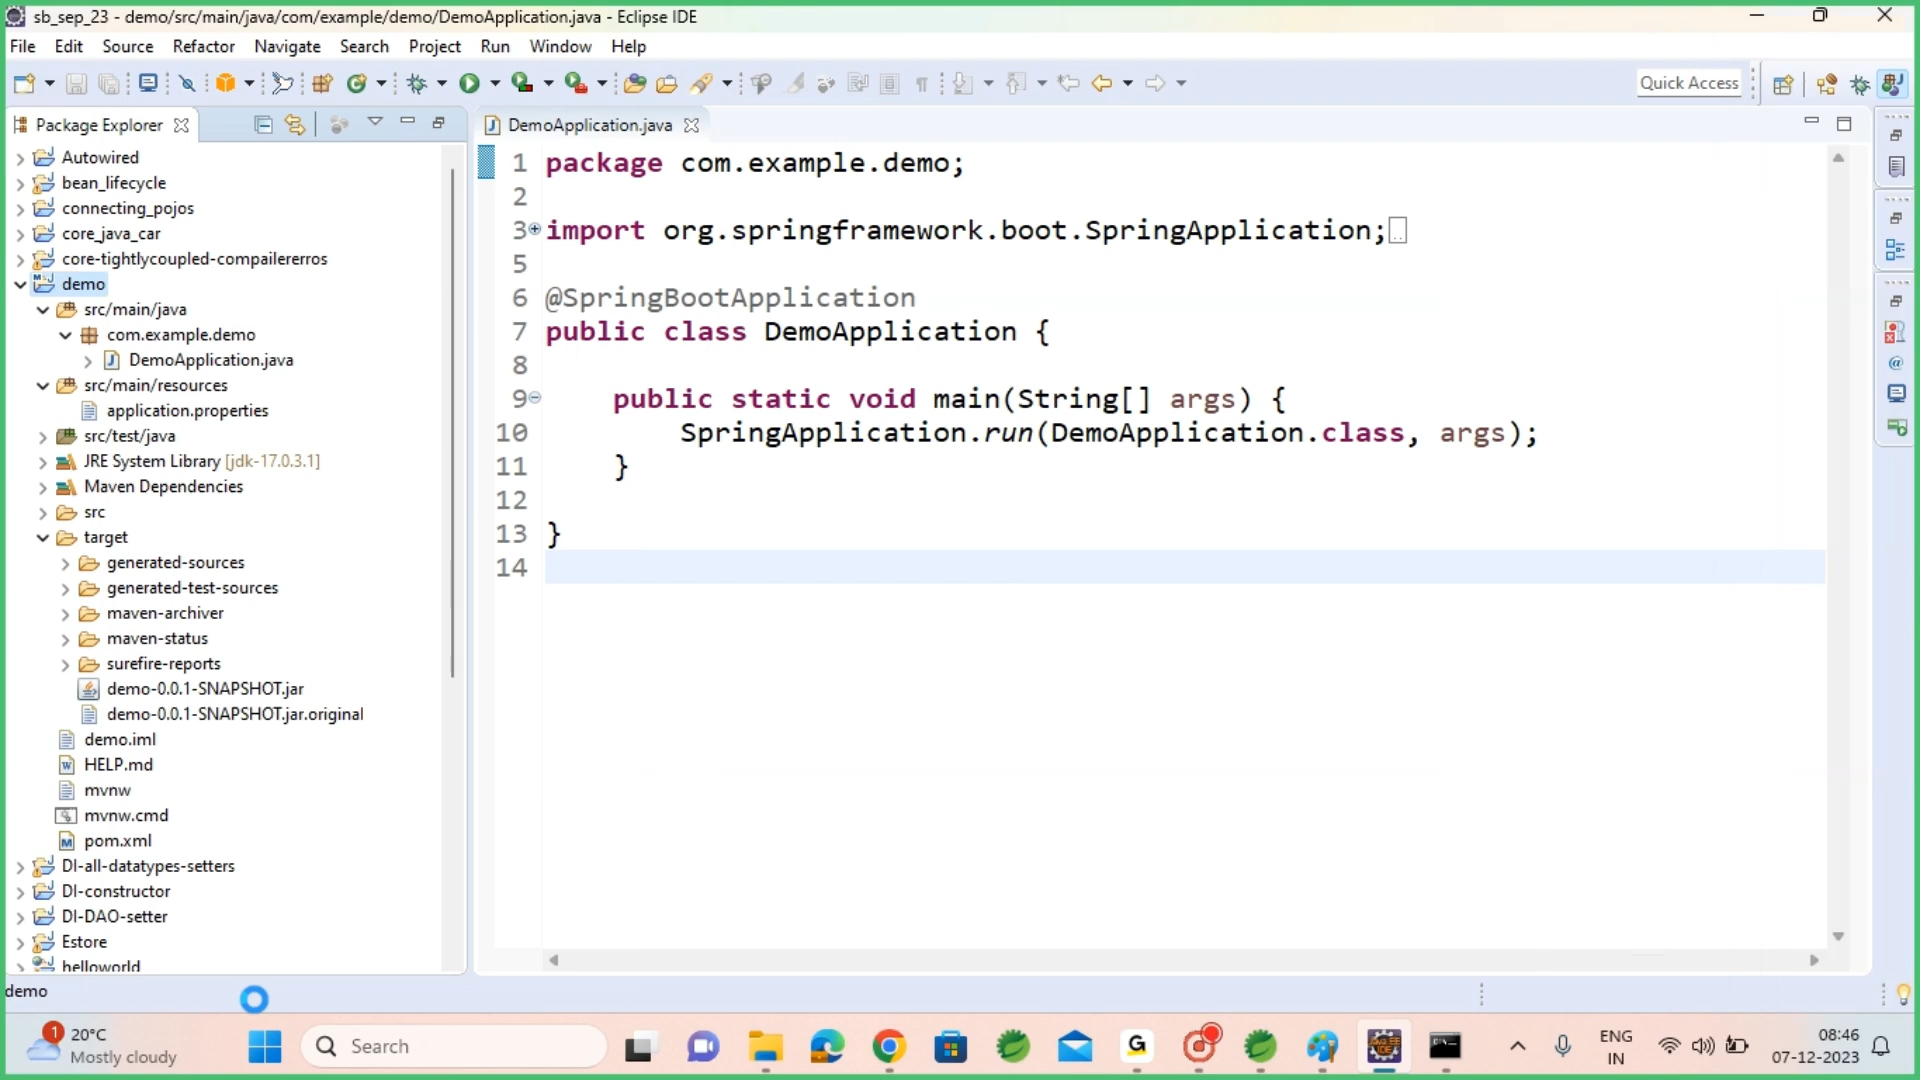 sb_sep_23 - demo/src/main/java/com/example/demo/DemoApplication.java - Eclipse IDE
File Edit Source Refactor Navigate Search Project Run Window Help
Quick Access
Package Explorer
Autowired
bean_lifecycle
connecting_pojos
core_java_car
core-tightlycoupled-compailererros
demo
src/main/java
com.example.demo
DemoApplication.java
src/main/resources
application.properties
src/test/java
JRE System Library [jdk-17.0.3.1]
Maven Dependencies
src
target
generated-sources
generated-test-sources
maven-archiver
maven-status
surefire-reports
demo-0.0.1-SNAPSHOT.jar
demo-0.0.1-SNAPSHOT.jar.original
demo.iml
HELP.md
mvnw
mvnw.cmd
pom.xml
DI-all-datatypes-setters
DI-constructor
DI-DAO-setter
Estore
helloworld
DemoApplication.java
1 package com.example.demo;
2
3 import org.springframework.boot.SpringApplication;
5
6 @SpringBootApplication
7 public class DemoApplication {
8
9 public static void main(String[] args) {
10 SpringApplication.run(DemoApplication.class, args);
11 }
12
13 }
14
demo
1
20°C
Mostly cloudy
Search
ENG
IN
08:46
07-12-2023